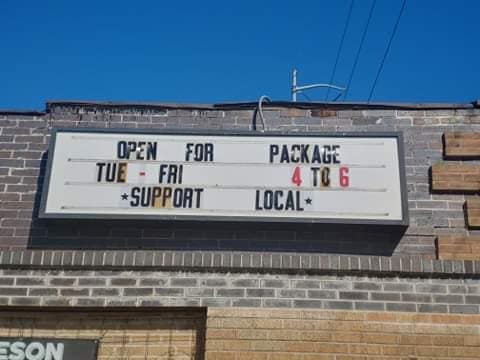 OPEN FOR PACKAGE
TUE - FRI 4 TO 6
★SUPPORT LOCAL★
ESON